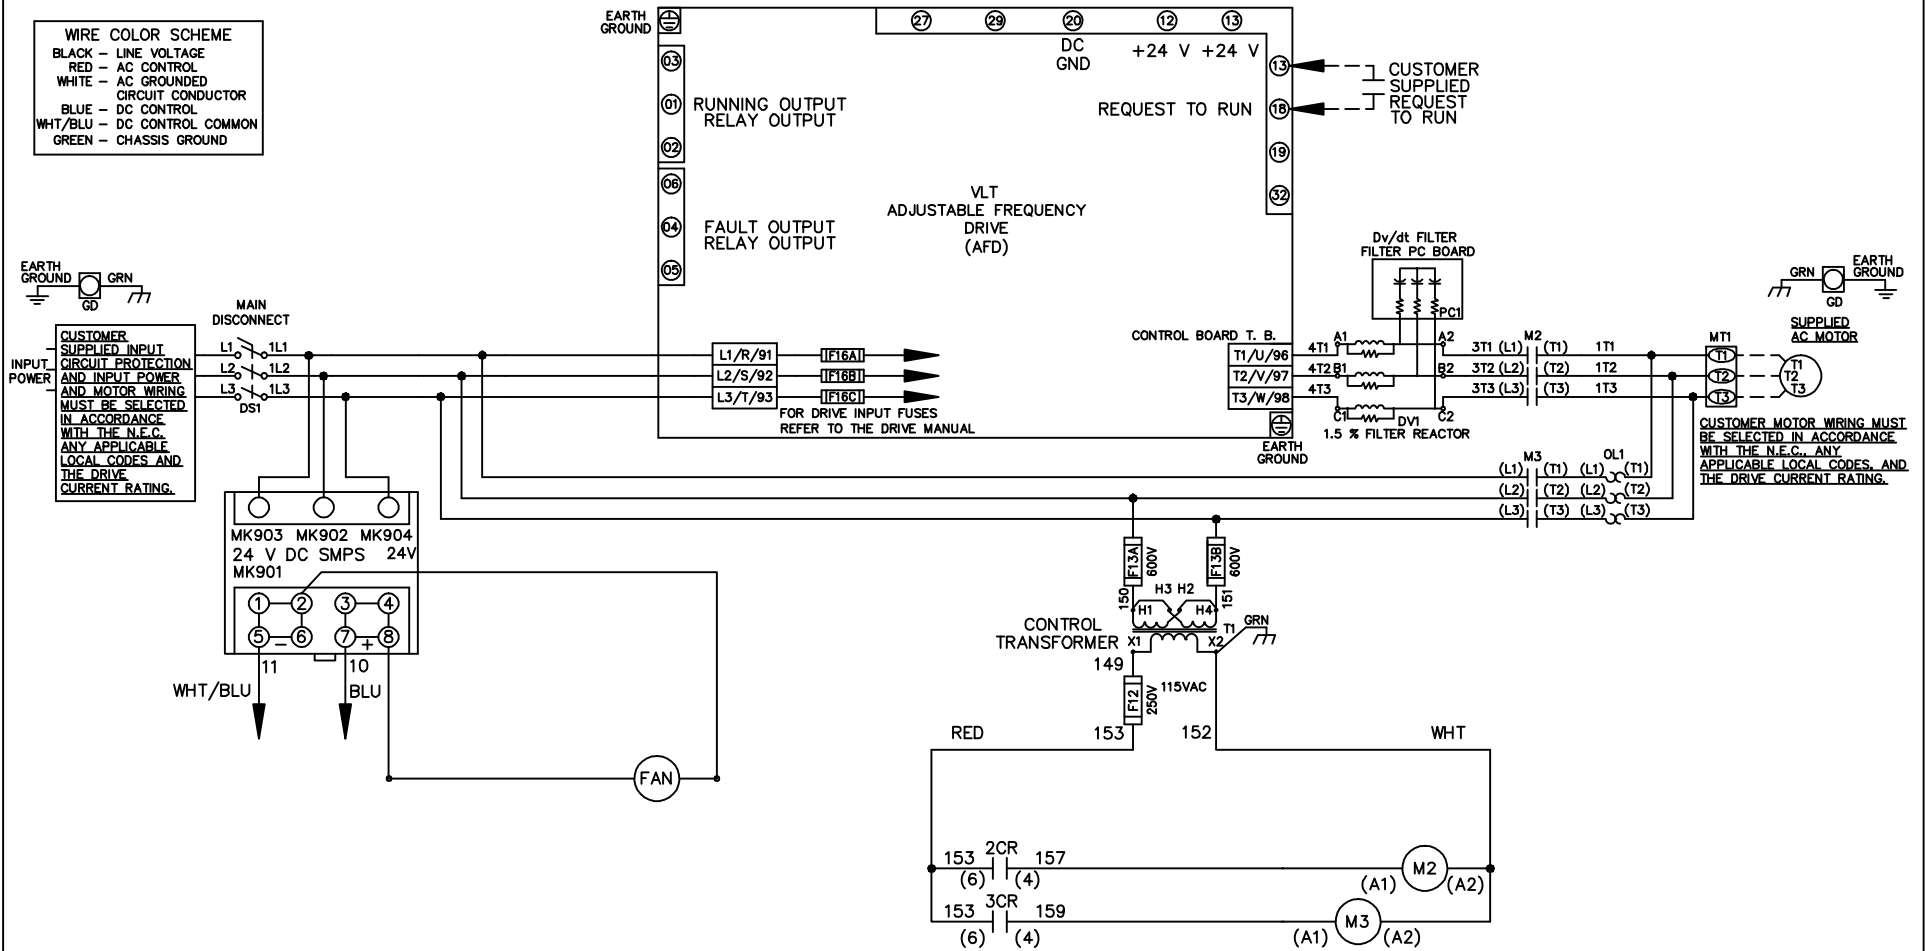 WIRE COLOR SCHEME
BLACK – LINE VOLTAGE
RED – AC CONTROL
WHITE – AC GROUNDED
CIRCUIT CONDUCTOR
BLUE – DC CONTROL
WHT/BLU – DC CONTROL COMMON
GREEN – CHASSIS GROUND
EARTH
GROUND
27 29 20 12 13
DC
GND
+24 V +24 V
03
01
02
RUNNING OUTPUT
RELAY OUTPUT
06
04
05
FAULT OUTPUT
RELAY OUTPUT
VLT
ADJUSTABLE FREQUENCY
DRIVE
(AFD)
REQUEST TO RUN
13
18
19
32
CUSTOMER
SUPPLIED
REQUEST
TO RUN
EARTH
GROUND
GRN
GD
MAIN
DISCONNECT
INPUT
POWER
CUSTOMER
SUPPLIED INPUT
CIRCUIT PROTECTION
AND INPUT POWER
AND MOTOR WIRING
MUST BE SELECTED
IN ACCORDANCE
WITH THE N.E.C.
ANY APPLICABLE
LOCAL CODES AND
THE DRIVE
CURRENT RATING.
L1 1L1
L2 1L2
L3 1L3
DS1
L1/R/91 F16A
L2/S/92 F16B
L3/T/93 F16C
FOR DRIVE INPUT FUSES
REFER TO THE DRIVE MANUAL
CONTROL BOARD T. B.
T1/U/96
T2/V/97
T3/W/98
EARTH
GROUND
Dv/dt FILTER
FILTER PC BOARD
PC1
4T1 A1 A2
4T2 B1 B2
4T3 C1 C2
DV1
1.5 % FILTER REACTOR
M2
3T1 (L1) (T1) 1T1
3T2 (L2) (T2) 1T2
3T3 (L3) (T3) 1T3
MT1
T1
T2
T3
T1
T2
T3
GRN
GD
EARTH
GROUND
SUPPLIED
AC MOTOR
CUSTOMER MOTOR WIRING MUST
BE SELECTED IN ACCORDANCE
WITH THE N.E.C., ANY
APPLICABLE LOCAL CODES, AND
THE DRIVE CURRENT RATING.
M3 OL1
(L1) (T1) (L1) (T1)
(L2) (T2) (L2) (T2)
(L3) (T3) (L3) (T3)
MK903 MK902 MK904
24 V DC SMPS 24V
MK901
1 2 3 4
5 6 7 8
– +
11 10
WHT/BLU BLU
FAN
F13A 600V
F13B 600V
150 151
H3 H2
H1 H4
CONTROL
TRANSFORMER
T1
GRN
X1 X2
149
F12 250V
115VAC
153 152
RED WHT
153 2CR 157
(6) (4)
M2
(A1) (A2)
153 3CR 159
(6) (4)
M3
(A1) (A2)